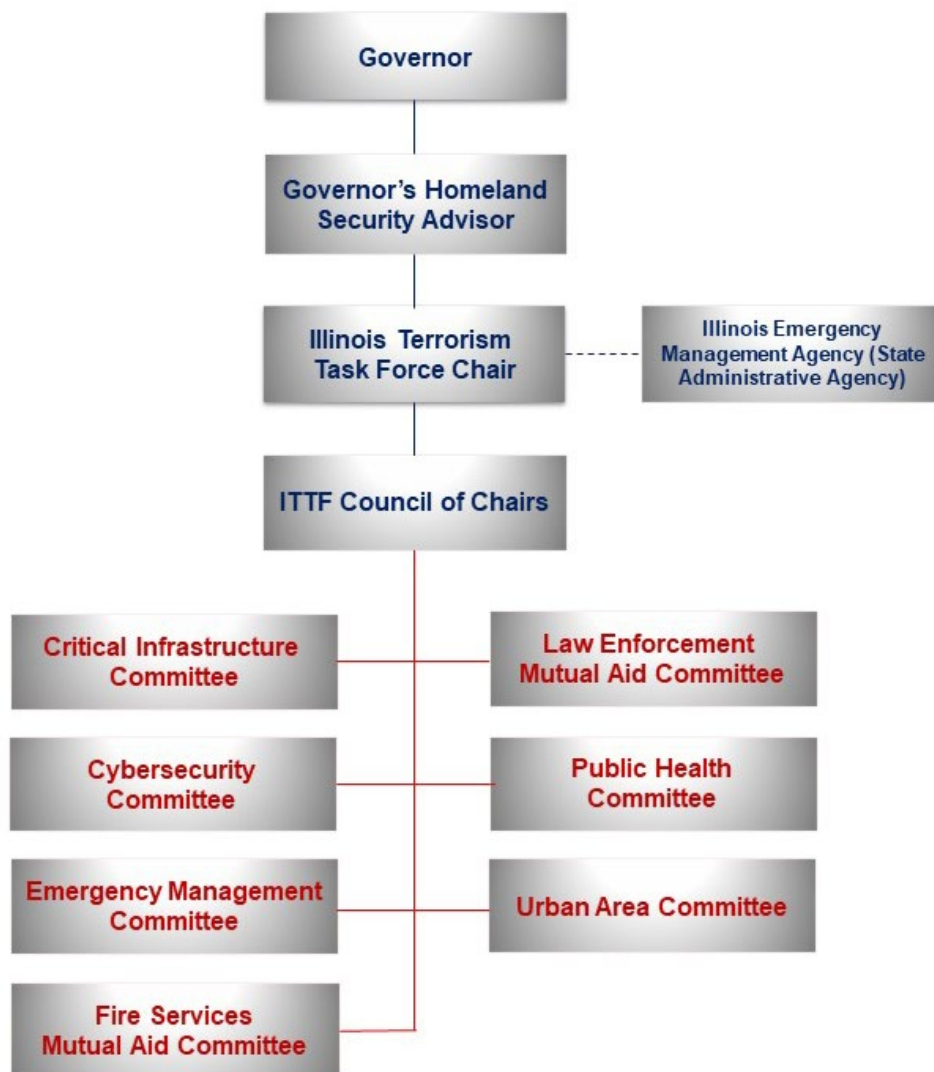 Governor
Governor’s Homeland
Security Advisor
Illinois Terrorism
Task Force Chair
Illinois Emergency
Management Agency (State
Administrative Agency)
ITTF Council of Chairs
Critical Infrastructure
Committee
Law Enforcement
Mutual Aid Committee
Cybersecurity
Committee
Public Health
Committee
Emergency Management
Committee
Urban Area Committee
Fire Services
Mutual Aid Committee